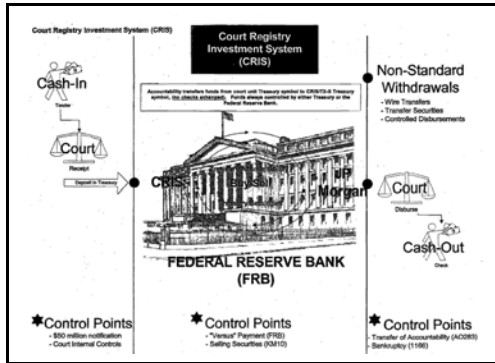 Court Registry Investment System (CRIS)
Court Registry
Investment System
(CRIS)
Cash-In
Tender
Court
Receipt
Deposit in Treasury
Accountability transfers funds from court unit Treasury symbol to CRIS/TZ-S Treasury
symbol, (no checks exchanged). Funds always controlled by either Treasury or the
Federal Reserve Bank.
CRIS
JP
Morgan
FEDERAL RESERVE BANK
(FRB)
Non-Standard
Withdrawals
- Wire Transfers
- Transfer Securities
- Controlled Disbursements
Court
Disburse
Cash-Out
Check
Control Points
- $50 million notification
- Court Internal Controls
Control Points
- "Versus" Payment (FRB)
- Selling Securities (KM10)
Control Points
- Transfer of Accountability (AO283)
- Bankruptcy (1166)